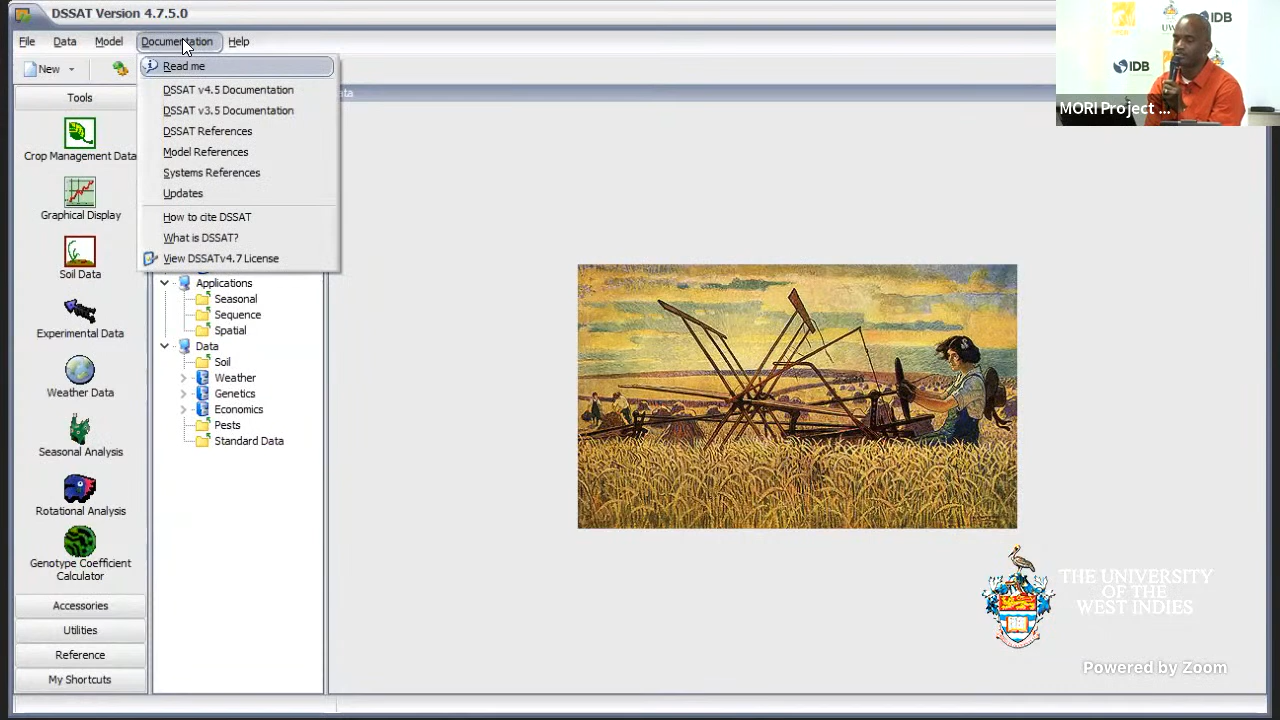 DSSAT Version 4.7.5.0
File Data Model Documentation Help
New
Read me
DSSAT v4.5 Documentation
DSSAT v3.5 Documentation
DSSAT References
Model References
Systems References
Updates
How to cite DSSAT
What is DSSAT?
View DSSATv4.7 License
ata
Tools
Crop Management Data
Graphical Display
Soil Data
Experimental Data
Weather Data
Seasonal Analysis
Rotational Analysis
Genotype Coefficient
Calculator
Accessories
Utilities
Reference
My Shortcuts
Applications
Seasonal
Sequence
Spatial
Data
Soil
Weather
Genetics
Economics
Pests
Standard Data
IDB
IDB
MORI Project ...
THE UNIVERSITY
OF THE
WEST INDIES
Powered by Zoom